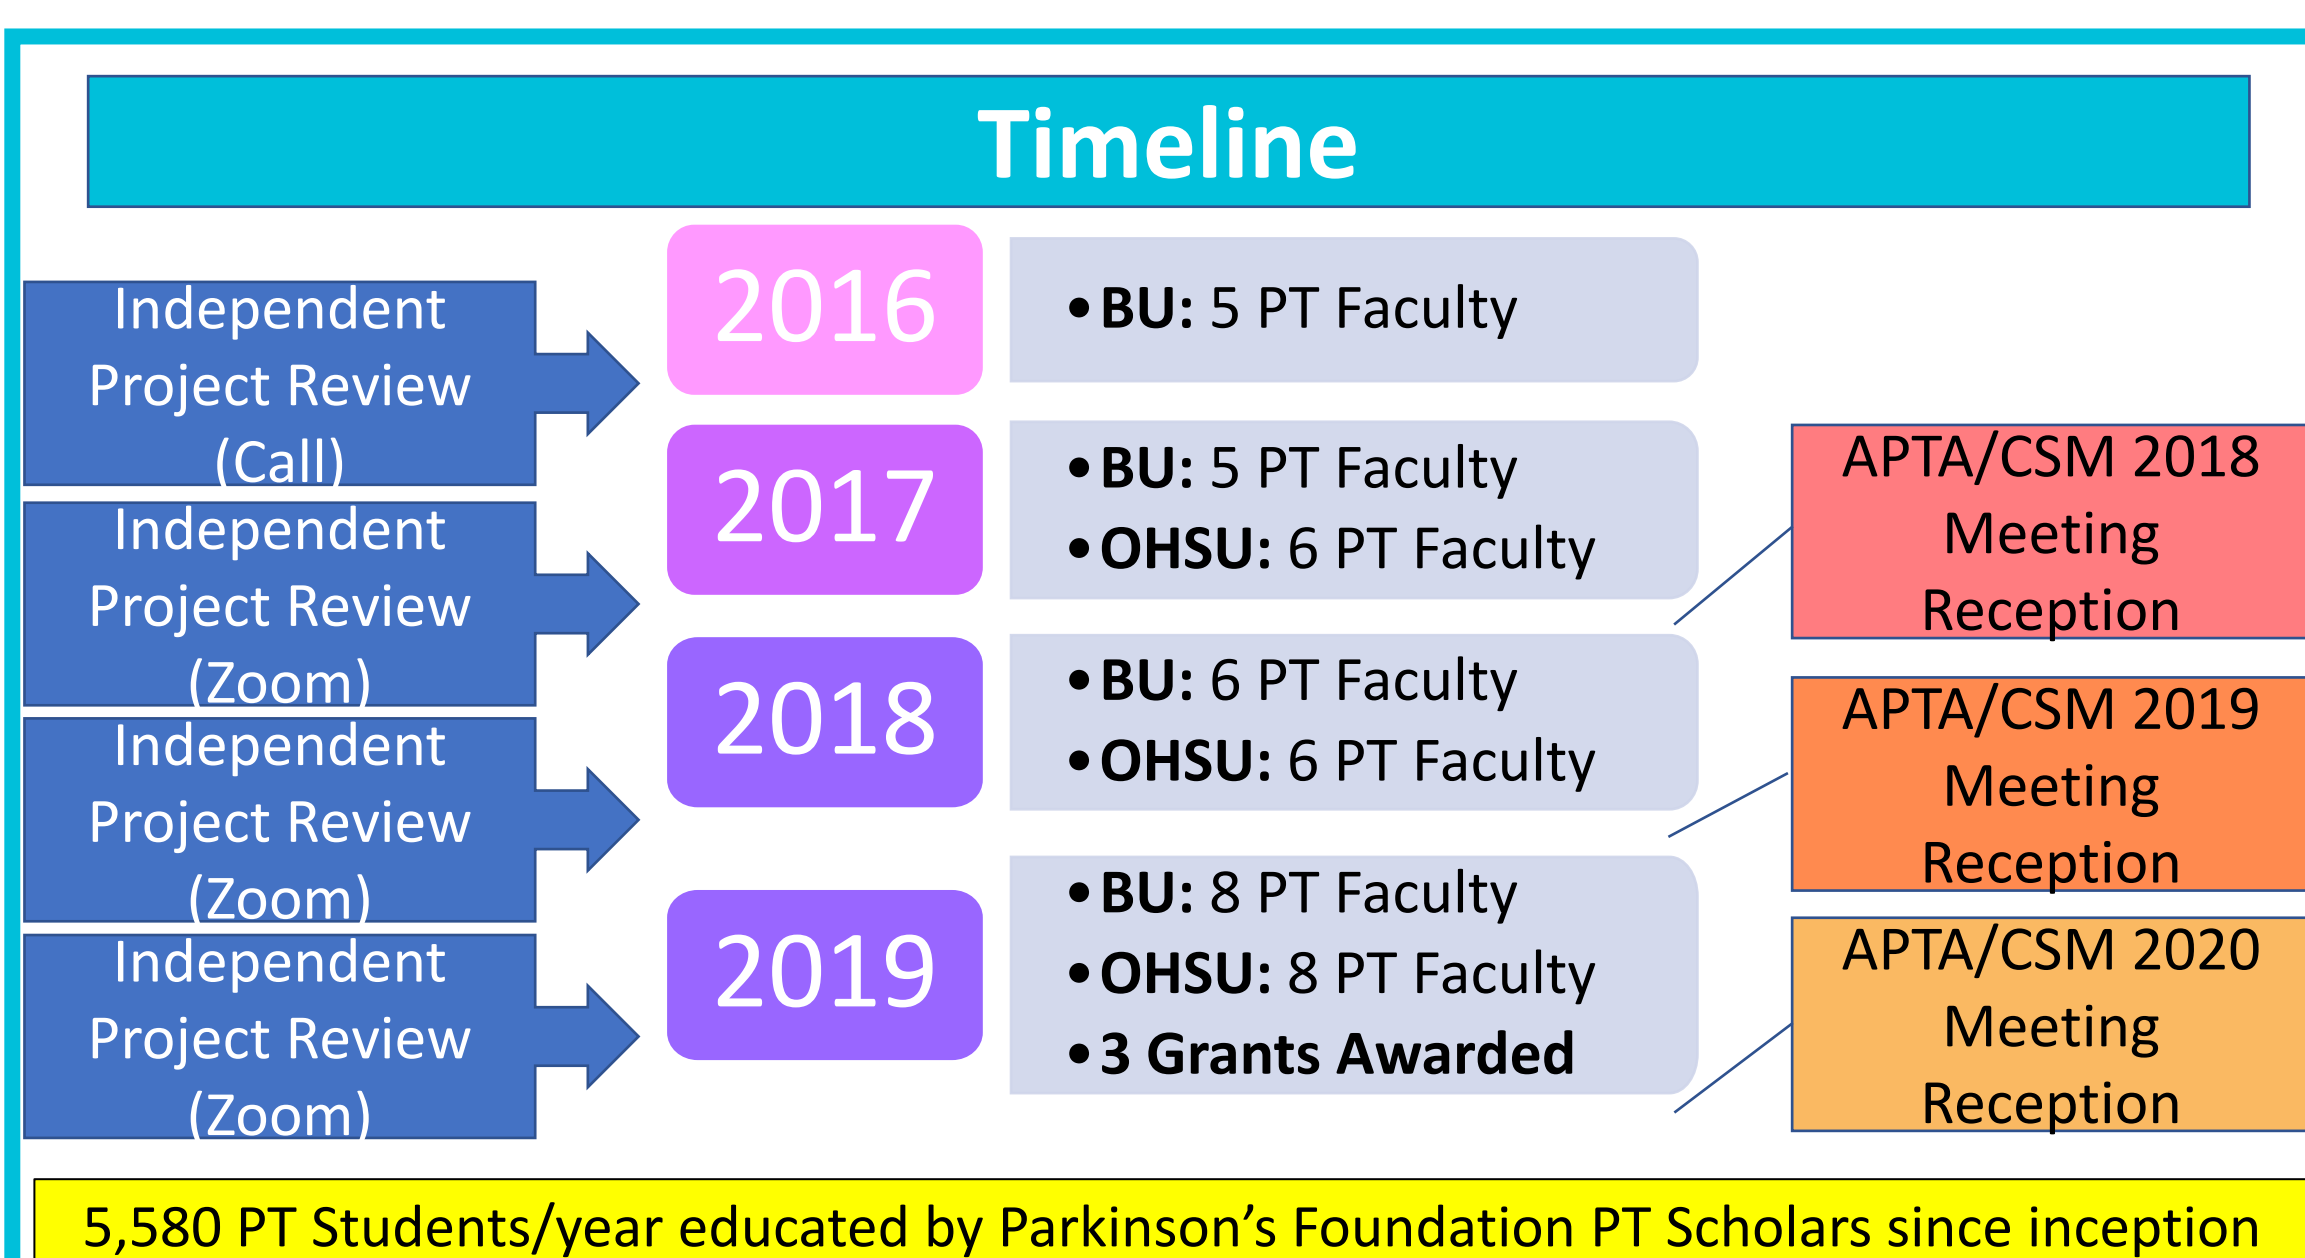 Timeline
Independent
Project Review
(Call)
2016
•BU: 5 PT Faculty
Independent
Project Review
(Zoom)
2017
•BU: 5 PT Faculty
•OHSU: 6 PT Faculty
APTA/CSM 2018
Meeting
Reception
Independent
Project Review
(Zoom)
2018
•BU: 6 PT Faculty
•OHSU: 6 PT Faculty
APTA/CSM 2019
Meeting
Reception
Independent
Project Review
(Zoom)
2019
•BU: 8 PT Faculty
•OHSU: 8 PT Faculty
•3 Grants Awarded
APTA/CSM 2020
Meeting
Reception
5,580 PT Students/year educated by Parkinson’s Foundation PT Scholars since inception